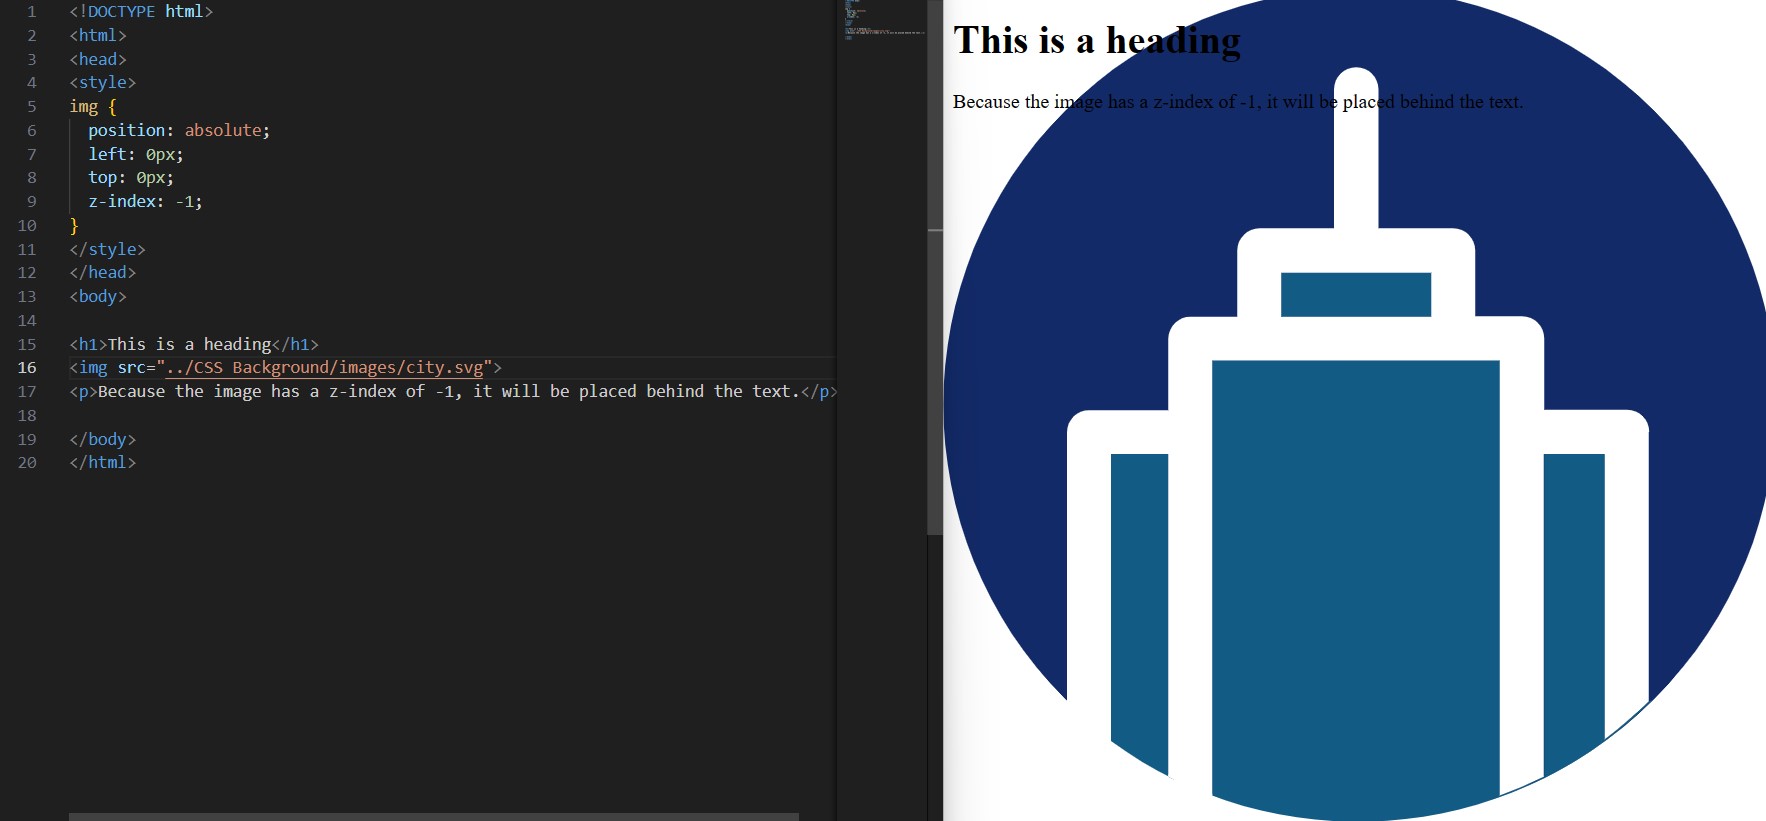 1 <!DOCTYPE html>
2 <html>
3 <head>
4 <style>
5 img {
6   position: absolute;
7   left: 0px;
8   top: 0px;
9   z-index: -1;
10 }
11 </style>
12 </head>
13 <body>
14
15 <h1>This is a heading</h1>
16 <img src="../CSS Background/images/city.svg">
17 <p>Because the image has a z-index of -1, it will be placed behind the text.</p>
18
19 </body>
20 </html>
This is a heading
Because the image has a z-index of -1, it will be placed behind the text.